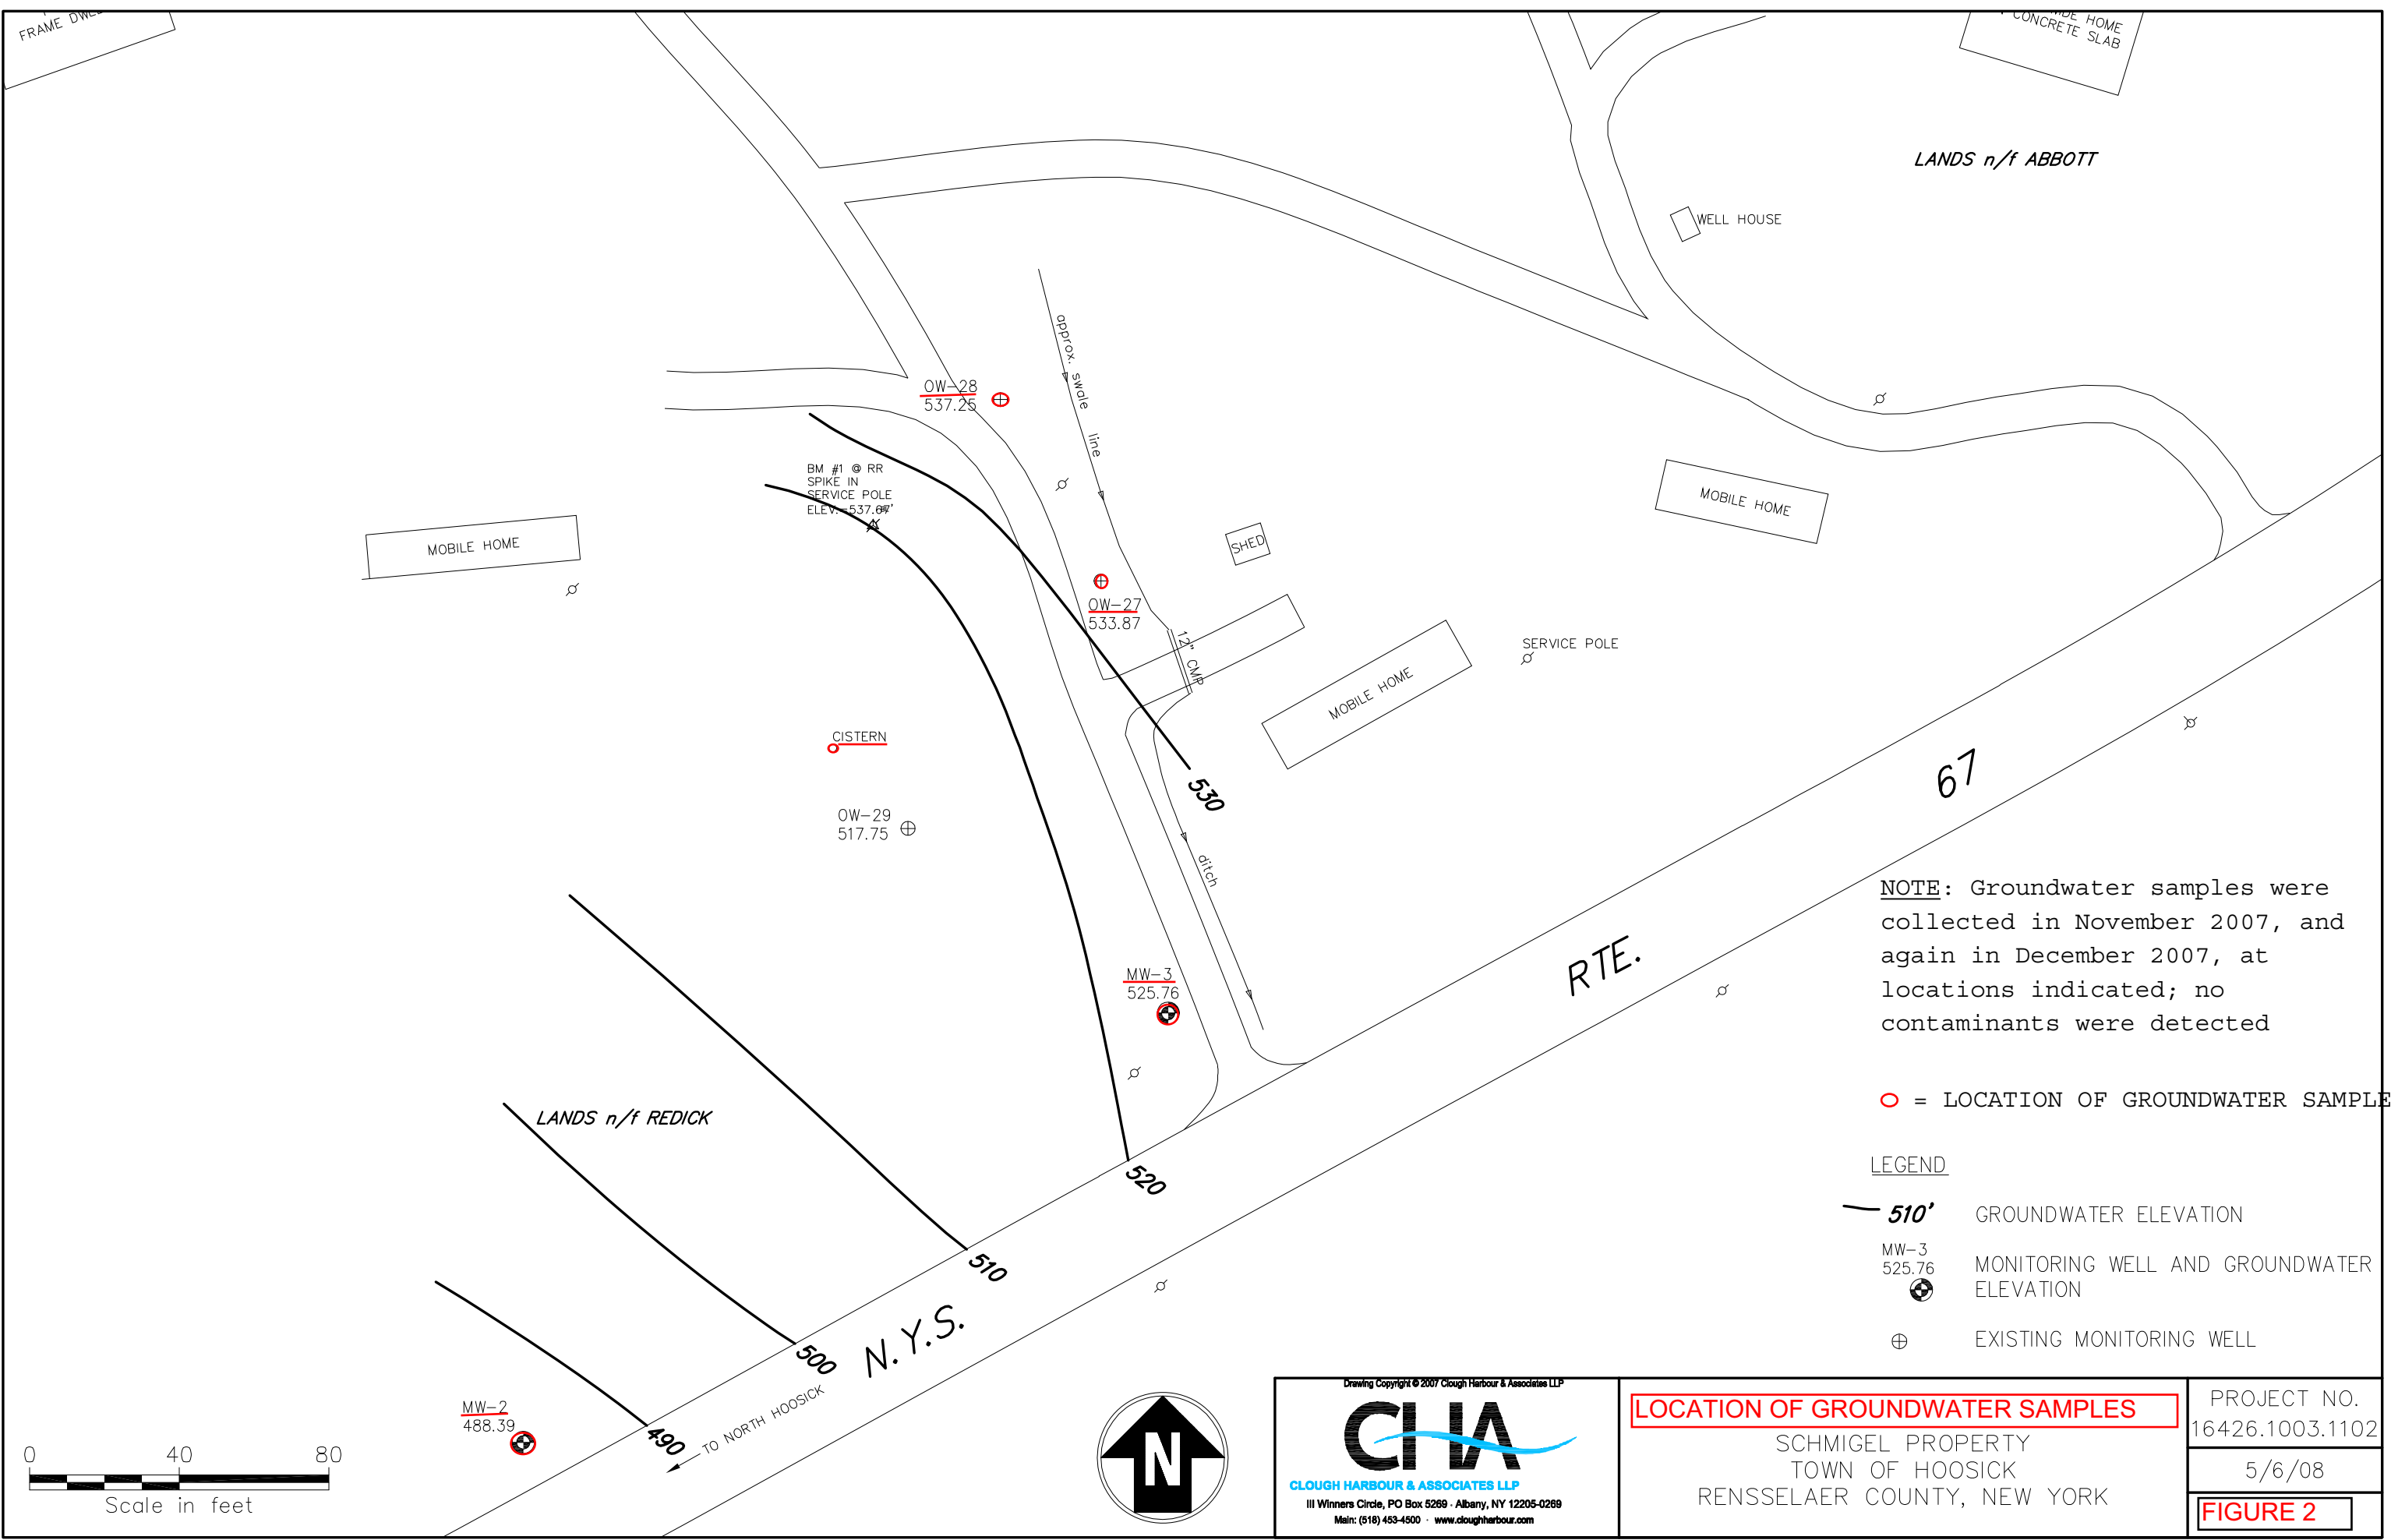 FRAME
HOME
CONCRETE SLAB
LANDS n/f ABBOTT
WELL HOUSE
approx. swale line
OW-28
537.25
BM #1 @ RR
SPIKE IN
SERVICE POLE
MOBILE HOME
MOBILE HOME
SHED
OW-27
533.87
12" CMP
SERVICE POLE
MOBILE HOME
CISTERN
530
67
OW-29
517.75
ditch
NOTE: Groundwater samples were
collected in November 2007, and
again in December 2007, at
locations indicated; no
contaminants were detected
RTE.
MW-3
525.76
LANDS n/f REDICK
= LOCATION OF GROUNDWATER SAMPLE
520
LEGEND
510' GROUNDWATER ELEVATION
MW-3
525.76
MONITORING WELL AND GROUNDWATER
ELEVATION
EXISTING MONITORING WELL
510
N.Y.S.
500
490
TO NORTH HOOSICK
MW-2
488.39
0 40 80
Scale in feet
N
Drawing Copyright © 2007 Clough Harbour & Associates LLP
CHA
CLOUGH HARBOUR & ASSOCIATES LLP
III Winners Circle, PO Box 5269 · Albany, NY 12205-0269
Main: (518) 453-4500 · www.cloughharbour.com
LOCATION OF GROUNDWATER SAMPLES
SCHMIGEL PROPERTY
TOWN OF HOOSICK
RENSSELAER COUNTY, NEW YORK
PROJECT NO.
16426.1003.1102
5/6/08
FIGURE 2